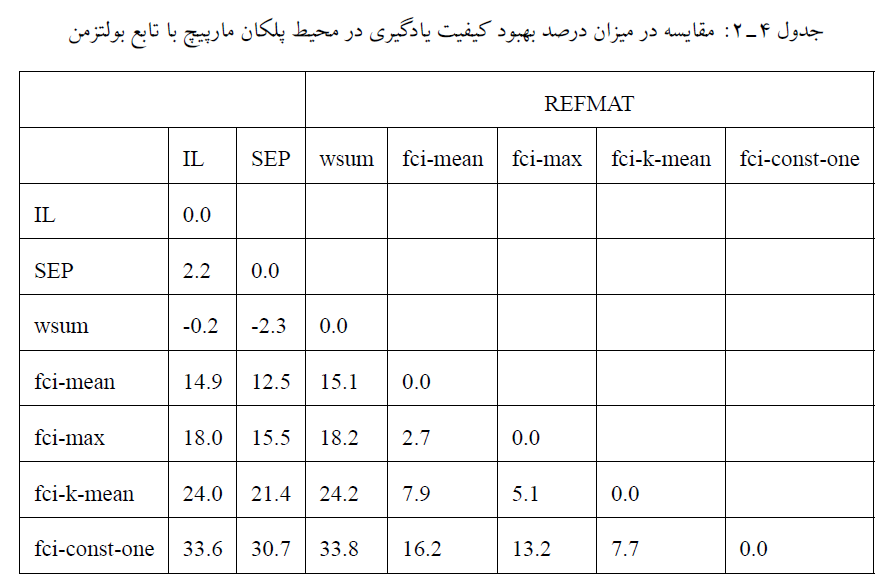 جدول ۴ـ۲: مقایسه در میزان درصد بهبود کیفیت یادگیری در محیط پلکان مارپیچ با تابع بولتزمن
REFMAT
IL SEP wsum fci-mean fci-max fci-k-mean fci-const-one
IL 0.0
SEP 2.2 0.0
wsum -0.2 -2.3 0.0
fci-mean 14.9 12.5 15.1 0.0
fci-max 18.0 15.5 18.2 2.7 0.0
fci-k-mean 24.0 21.4 24.2 7.9 5.1 0.0
fci-const-one 33.6 30.7 33.8 16.2 13.2 7.7 0.0